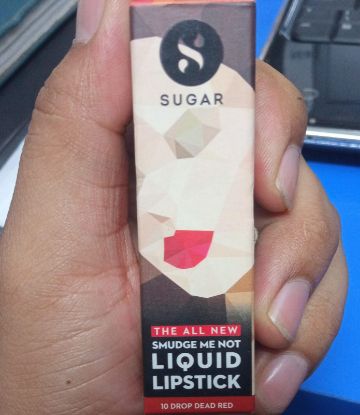 SUGAR
THE ALL NEW
SMUDGE ME NOT
LIQUID
LIPSTICK
10 DROP DEAD RED